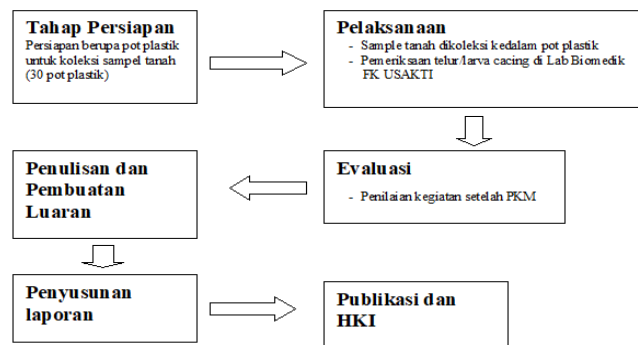 Tahap Persiapan
Persiapan berupa pot plastik
untuk koleksi sampel tanah
(30 pot plastik)
Pelaksanaan
- Sample tanah dikoleksi kedalam pot plastik
- Pemeriksaan telur/larva cacing di Lab Biomedik
FK USAKTI
Penulisan dan
Pembuatan
Luaran
Evaluasi
- Penilaian kegiatan setelah PKM
Penyusunan
laporan
Publikasi dan
HKI